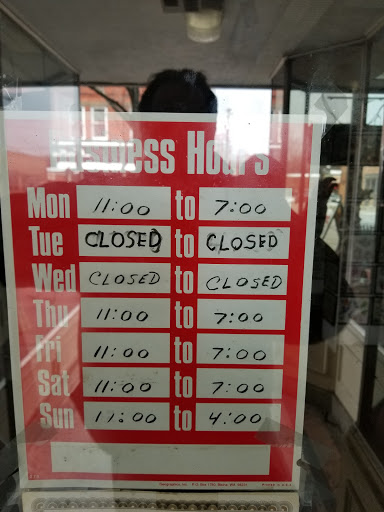 Business Hours
Mon 11:00 to 7:00
Tue CLOSED to CLOSED
Wed CLOSED to CLOSED
Thu 11:00 to 7:00
Fri 11:00 to 7:00
Sat 11:00 to 7:00
Sun 11:00 to 4:00